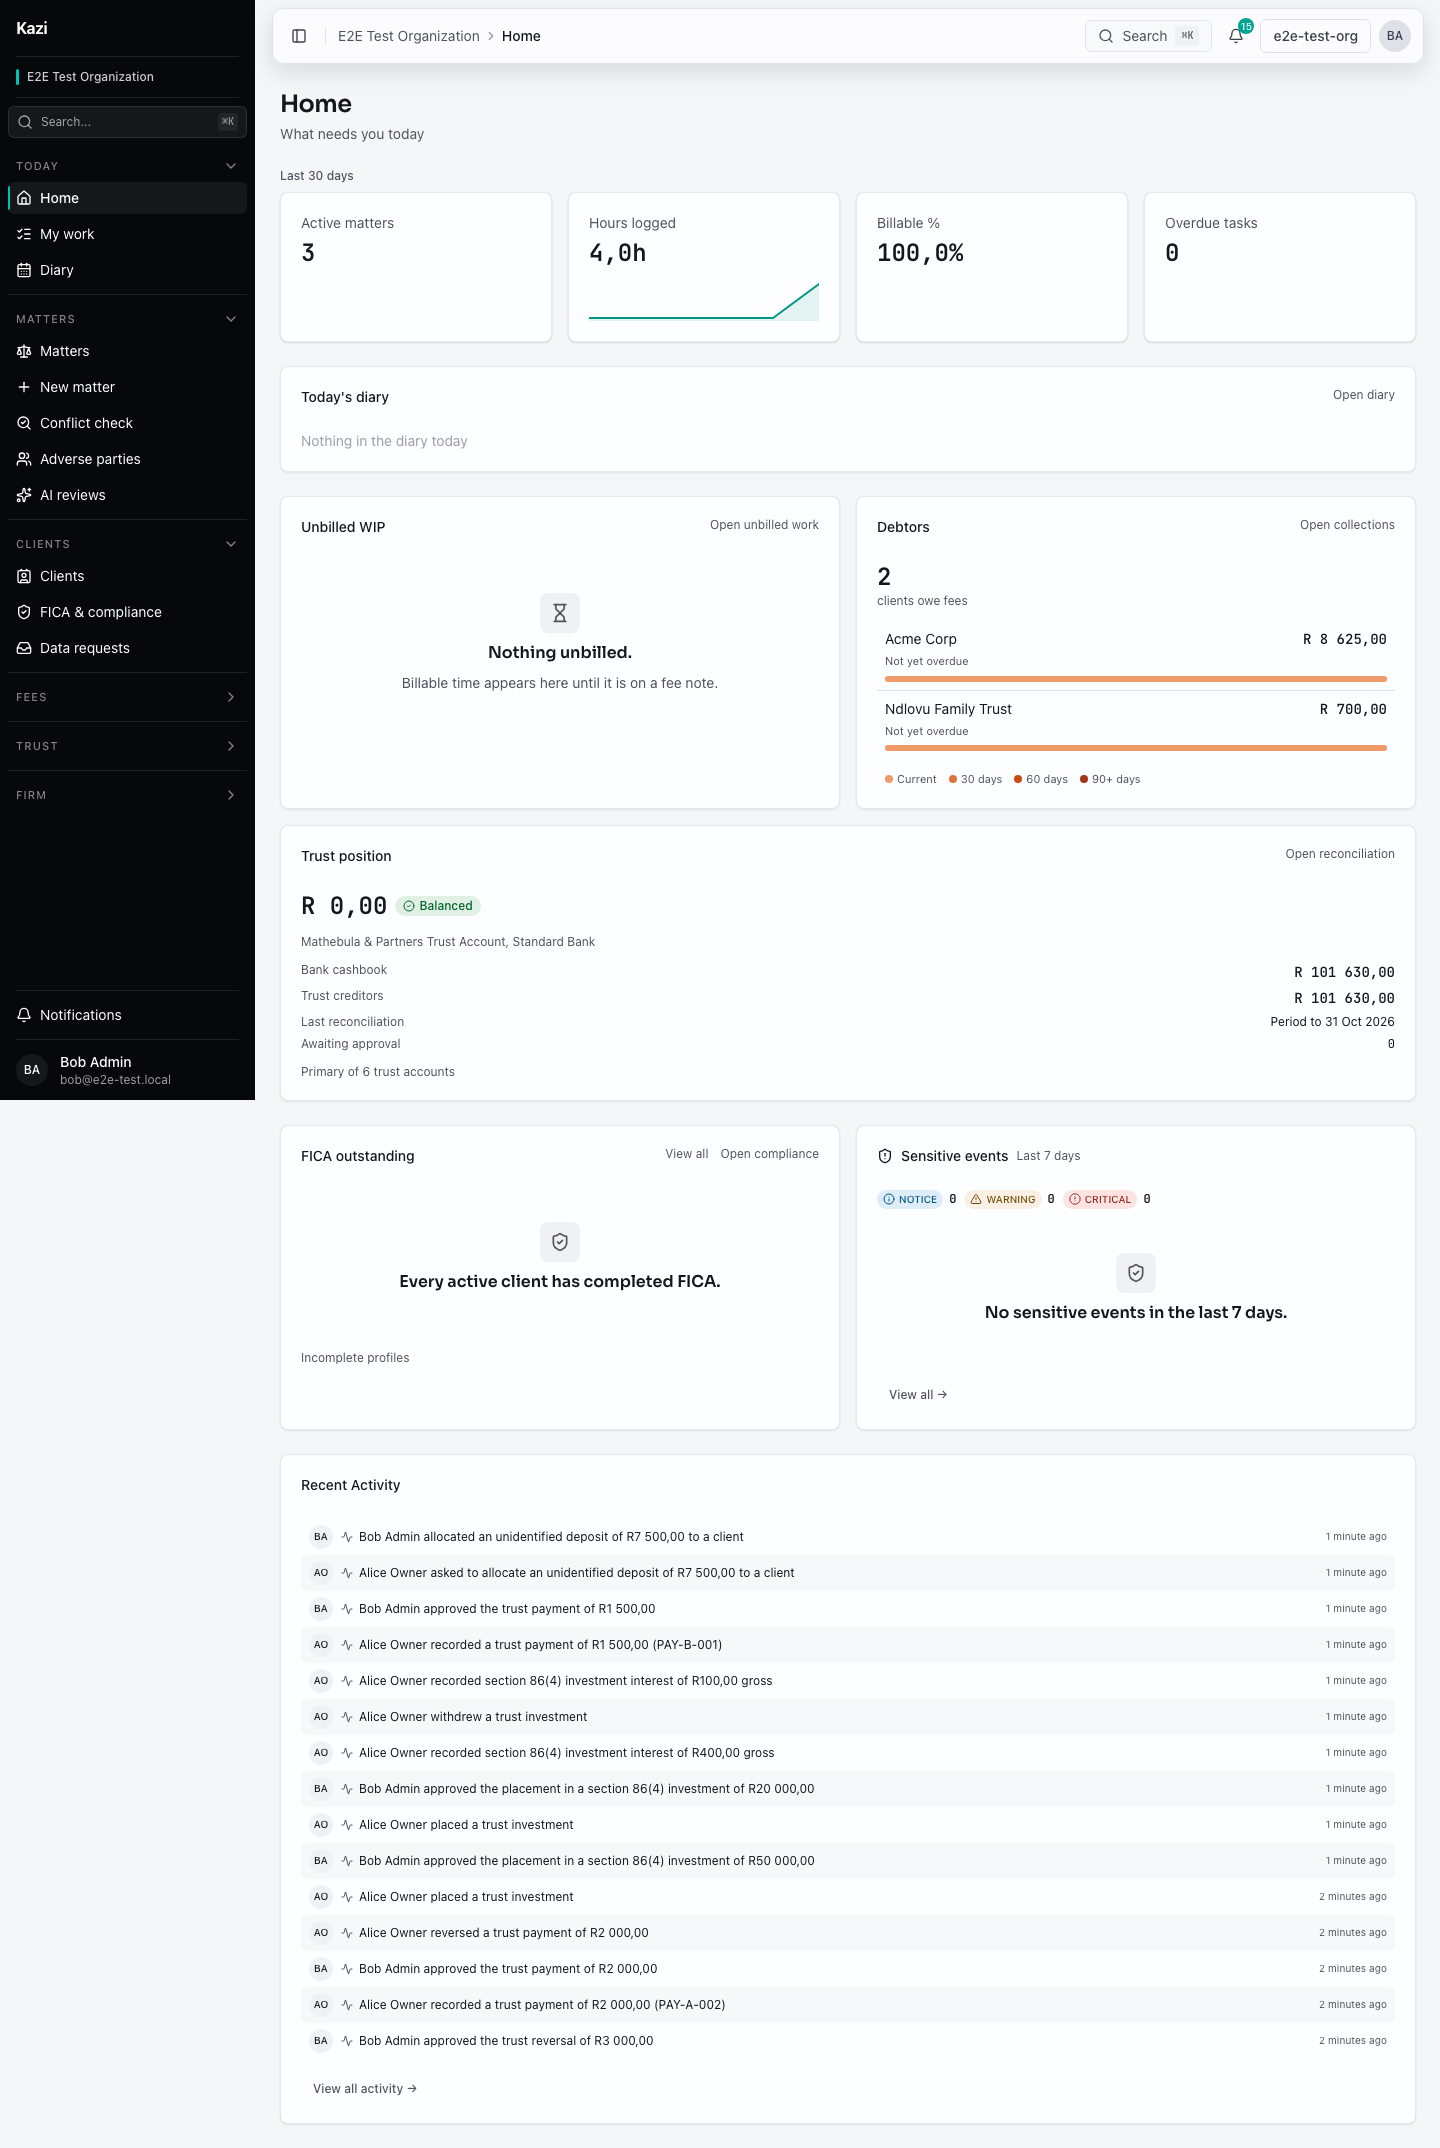 Kazi
E2E Test Organization
Search...
⌘K
TODAY
Home
My work
Diary
MATTERS
Matters
New matter
Conflict check
Adverse parties
AI reviews
CLIENTS
Clients
FICA & compliance
Data requests
FEES
TRUST
FIRM
Notifications
BA
Bob Admin
bob@e2e-test.local
E2E Test Organization > Home
Search ⌘K
15
e2e-test-org
BA
Home
What needs you today
Last 30 days
Active matters
3
Hours logged
4,0h
Billable %
100,0%
Overdue tasks
0
Today's diary
Open diary
Nothing in the diary today
Unbilled WIP
Open unbilled work
Nothing unbilled.
Billable time appears here until it is on a fee note.
Debtors
Open collections
2
clients owe fees
Acme Corp R 8 625,00
Not yet overdue
Ndlovu Family Trust R 700,00
Not yet overdue
Current 30 days 60 days 90+ days
Trust position
Open reconciliation
R 0,00 Balanced
Mathebula & Partners Trust Account, Standard Bank
Bank cashbook R 101 630,00
Trust creditors R 101 630,00
Last reconciliation Period to 31 Oct 2026
Awaiting approval 0
Primary of 6 trust accounts
FICA outstanding
View all Open compliance
Every active client has completed FICA.
Incomplete profiles
Sensitive events Last 7 days
NOTICE 0 WARNING 0 CRITICAL 0
No sensitive events in the last 7 days.
View all →
Recent Activity
BA Bob Admin allocated an unidentified deposit of R7 500,00 to a client 1 minute ago
AO Alice Owner asked to allocate an unidentified deposit of R7 500,00 to a client 1 minute ago
BA Bob Admin approved the trust payment of R1 500,00 1 minute ago
AO Alice Owner recorded a trust payment of R1 500,00 (PAY-B-001) 1 minute ago
AO Alice Owner recorded section 86(4) investment interest of R100,00 gross 1 minute ago
AO Alice Owner withdrew a trust investment 1 minute ago
AO Alice Owner recorded section 86(4) investment interest of R400,00 gross 1 minute ago
BA Bob Admin approved the placement in a section 86(4) investment of R20 000,00 1 minute ago
AO Alice Owner placed a trust investment 1 minute ago
BA Bob Admin approved the placement in a section 86(4) investment of R50 000,00 1 minute ago
AO Alice Owner placed a trust investment 2 minutes ago
AO Alice Owner reversed a trust payment of R2 000,00 2 minutes ago
BA Bob Admin approved the trust payment of R2 000,00 2 minutes ago
AO Alice Owner recorded a trust payment of R2 000,00 (PAY-A-002) 2 minutes ago
BA Bob Admin approved the trust reversal of R3 000,00 2 minutes ago
View all activity →